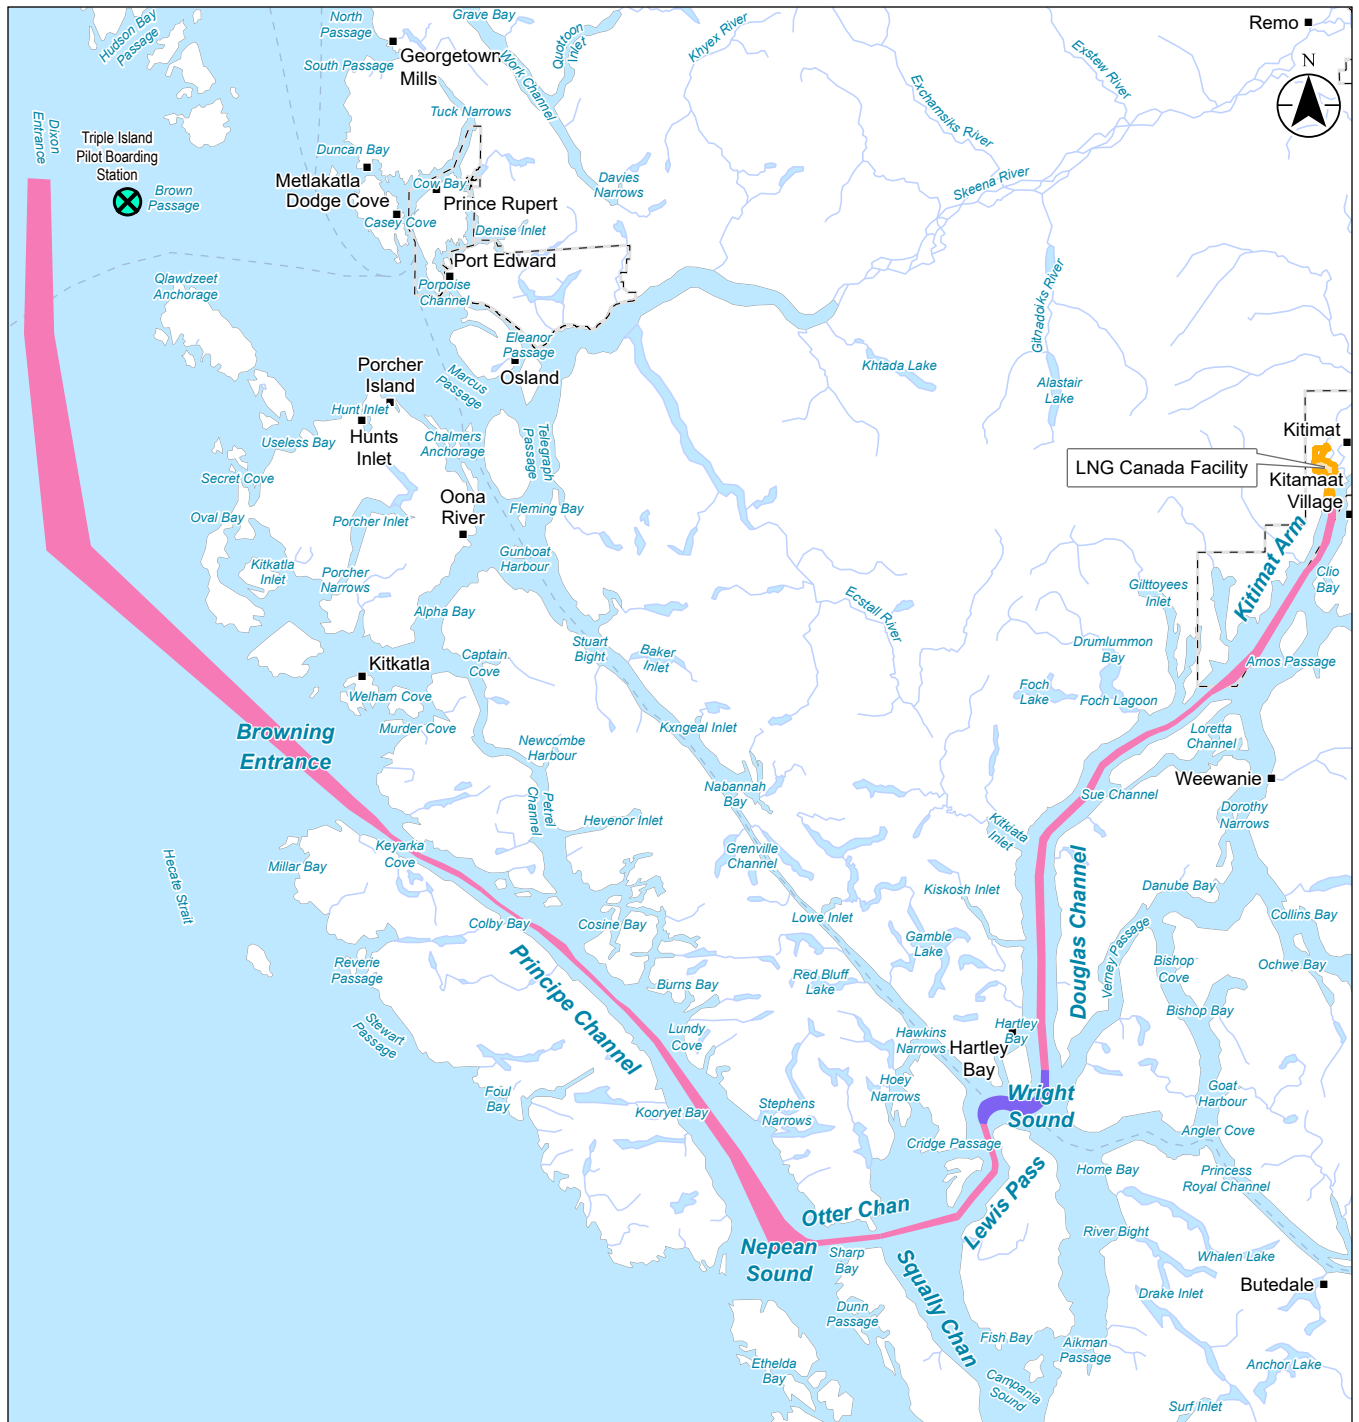 Hudson Bay
Passage
North
Passage
Grave Bay
Quottoon
Inlet
Khyex River
Remo
Georgetown
Mills
South Passage
Work Channel
Exstew River
N
Exchamsiks River
Tuck Narrows
Dixon
Entrance
Triple Island
Pilot Boarding
Station
Duncan Bay
Brown
Passage
Metlakatla
Dodge Cove
Cow Bay
Prince Rupert
Casey Cove
Denise Inlet
Davies
Narrows
Skeena River
Port Edward
Porpoise
Channel
Qlawdzeet
Anchorage
Gitnadoiks River
Eleanor
Passage
Osland
Marcus
Passage
Porcher
Island
Khtada Lake
Alastair
Lake
Hunt Inlet
Hunts
Inlet
Useless Bay
Chalmers
Anchorage
Telegraph
Passage
Kitimat
LNG Canada Facility
Kitamaat
Village
Secret Cove
Oval Bay
Oona
River
Porcher Inlet
Fleming Bay
Gunboat
Harbour
Kitkatla
Inlet
Porcher
Narrows
Kitimat Arm
Clio
Bay
Gilttoyees
Inlet
Alpha Bay
Ecstall River
Stuart
Bight
Baker
Inlet
Drumlummon
Bay
Amos Passage
Kitkatla
Captain
Cove
Welham Cove
Foch
Lake
Foch Lagoon
Murder Cove
Kxngeal Inlet
Loretta
Channel
Browning
Entrance
Newcombe
Harbour
Weewanie
Petrel
Channel
Nabannah
Bay
Sue Channel
Dorothy
Narrows
Hevenor Inlet
Kitkiata
Inlet
Keyarka
Cove
Millar Bay
Grenville
Channel
Hecate Strait
Kiskosh Inlet
Danube Bay
Douglas Channel
Colby Bay
Cosine Bay
Lowe Inlet
Gamble
Lake
Verney Passage
Collins Bay
Reverie
Passage
Principe Channel
Burns Bay
Red Bluff
Lake
Bishop
Cove
Ochwe Bay
Stewart
Passage
Lundy
Cove
Hawkins
Narrows
Hartley
Bay
Hartley
Bay
Bishop Bay
Foul
Bay
Kooryet Bay
Stephens
Narrows
Hoey
Narrows
Wright
Sound
Goat
Harbour
Angler Cove
Cridge Passage
Home Bay
Princess
Royal Channel
Otter Chan
Lewis Pass
Nepean
Sound
Sharp
Bay
Squally Chan
River Bight
Whalen Lake
Butedale
Drake Inlet
Dunn
Passage
Fish Bay
Aikman
Passage
Ethelda
Bay
Campania
Sound
Anchor Lake
Surf Inlet